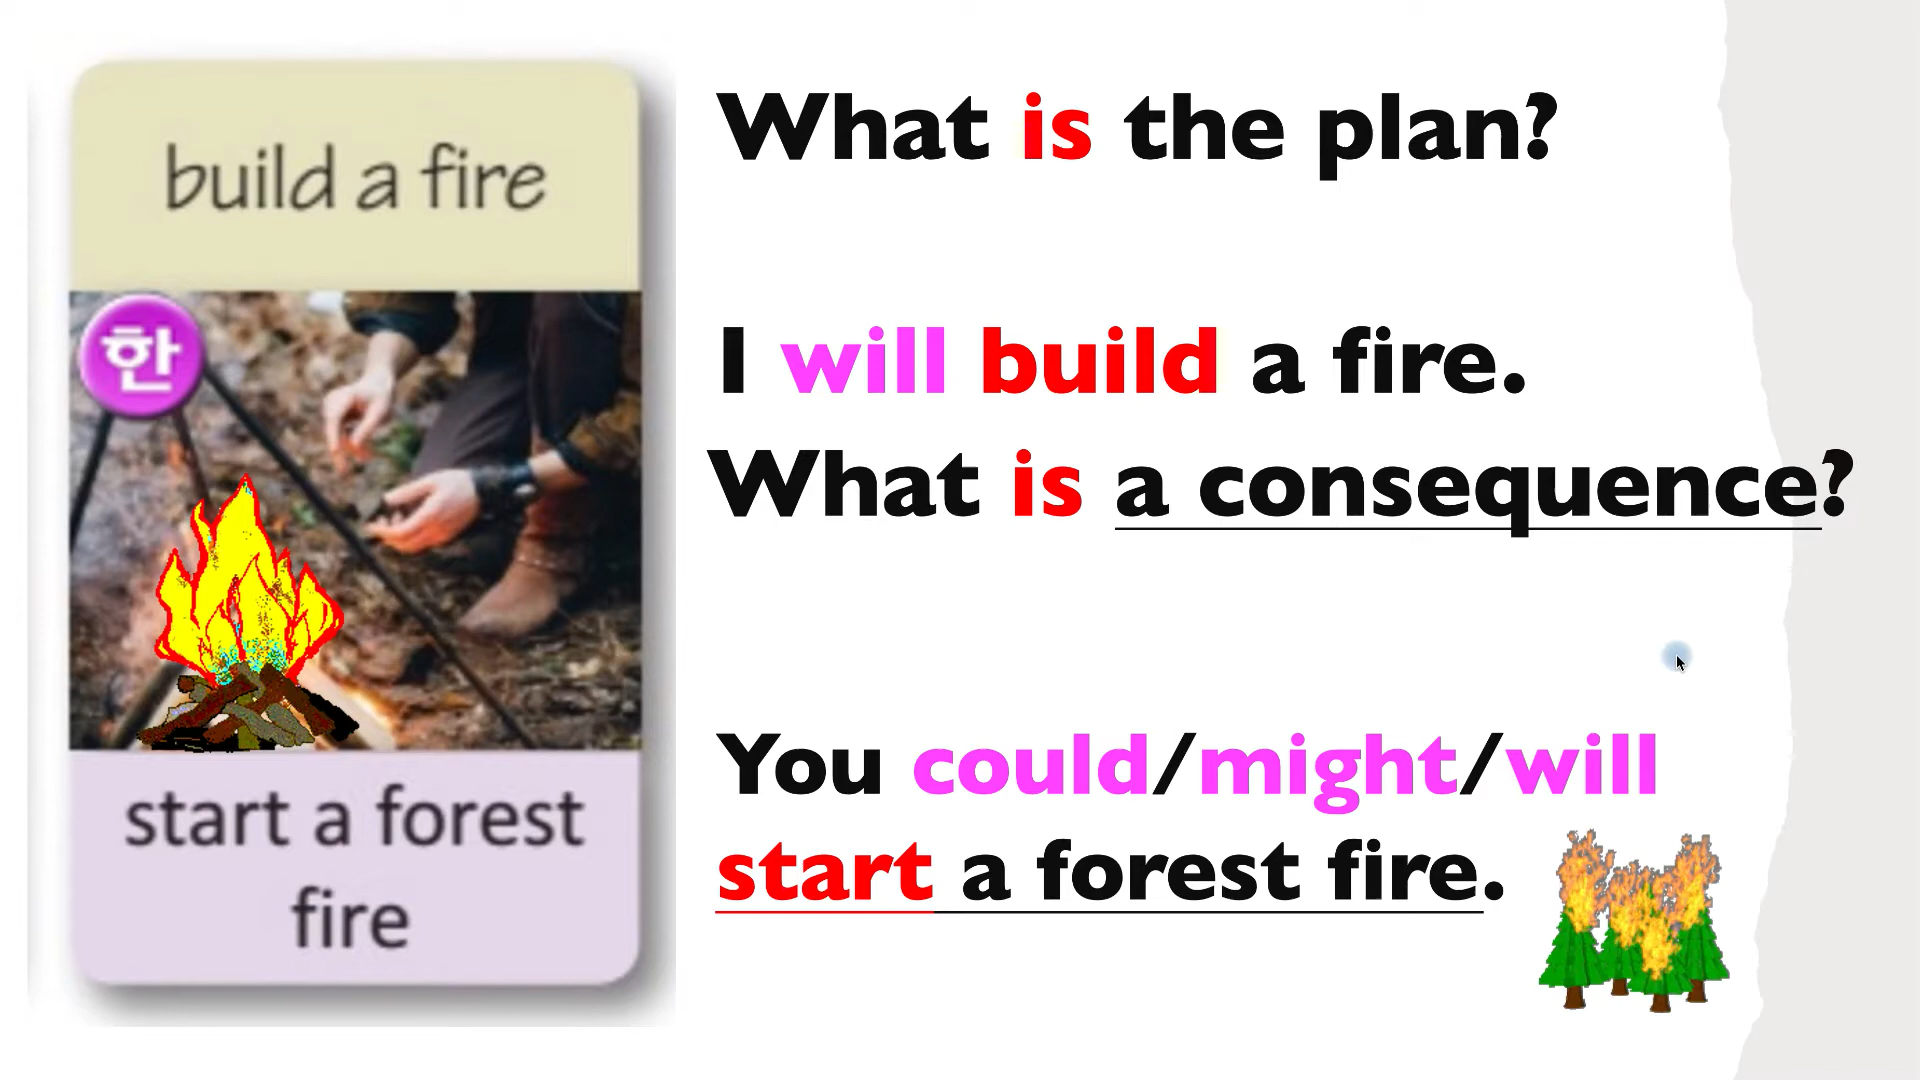 build a fire
한
start a forest
fire
What is the plan?
I will build a fire.
What is a consequence?
You could/might/will
start a forest fire.